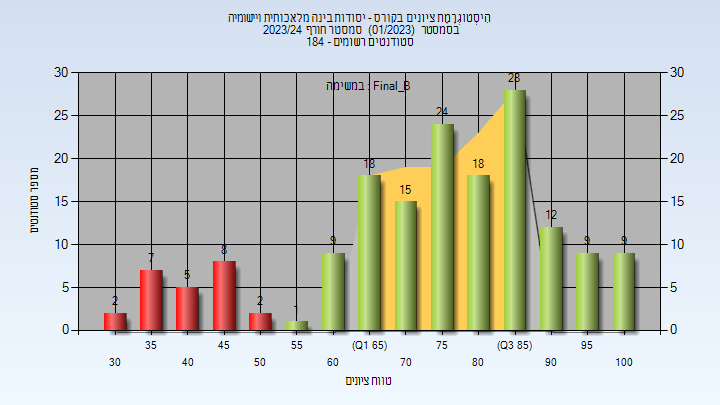 הִיסְטוֹגְרַמַּת ציונים בקורס - יסודות בינה מלאכותית ויישומיה
בסמסטר (01/2023) סמסטר חורף 2023/24
סטודנטים רשומים - 184
במשימה : Final_B
מספר סטודנטים
30 30
25 25
20 20
15 15
10 10
5 5
0 0
2 7 5 8 2 1 9 18 15 24 18 28 12 9 9
35 45 55 (Q1 65) 75 (Q3 85) 95
30 40 50 60 70 80 90 100
טווח ציונים